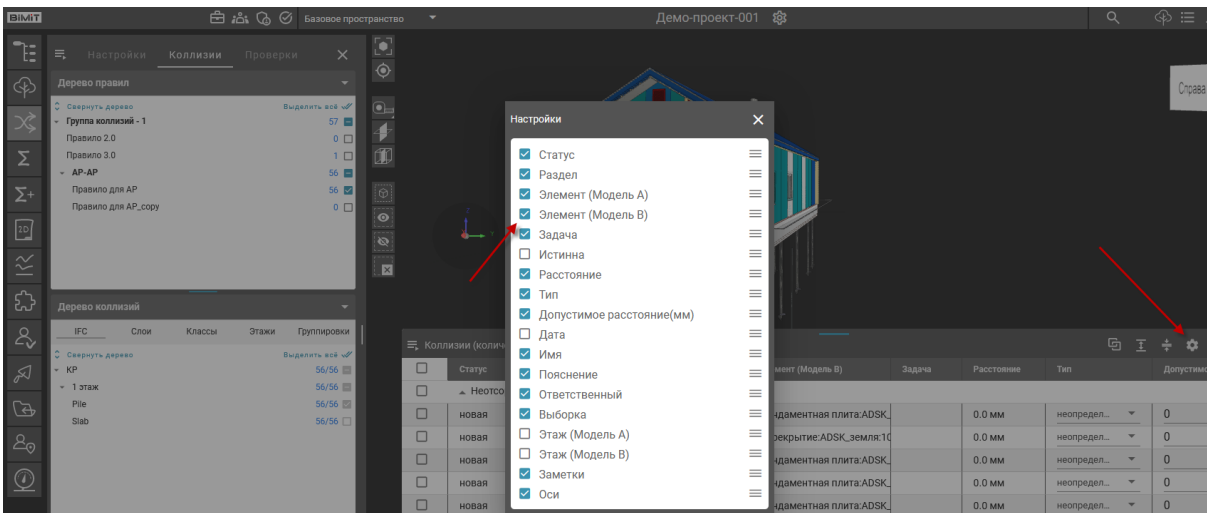 BIMIT
Базовое пространство
Демо-проект-001
Настройки Коллизии Проверки
Дерево правил
Свернуть дерево Выделить всё
Группа коллизий - 1 57
Правило 2.0 0
Правило 3.0 1
АР-АР 56
Правило для АР 56
Правило для АР_copy 0
Дерево коллизий
IFC Слои Классы Этажи Группировки
Свернуть дерево Выделить всё
КР 56/56
1 этаж 56/56
Pile 56/56
Slab 56/56
Справа
Z
Настройки
Статус
Раздел
Элемент (Модель A)
Элемент (Модель B)
Задача
Истинна
Расстояние
Тип
Допустимое расстояние(мм)
Дата
Имя
Пояснение
Ответственный
Выборка
Этаж (Модель A)
Этаж (Модель B)
Заметки
Оси
Коллизии (количе
Статус мент (Модель B) Задача Расстояние Тип Допустимо
Неотсо
новая ндаментная плита:ADSK_ 0.0 мм неопредел... 0
новая рекрытие:ADSK_земля:10 0.0 мм неопредел... 0
новая ндаментная плита:ADSK_ 0.0 мм неопредел... 0
новая ндаментная плита:ADSK_ 0.0 мм неопредел... 0
новая ндаментная плита:ADSK_ 0.0 мм неопредел... 0